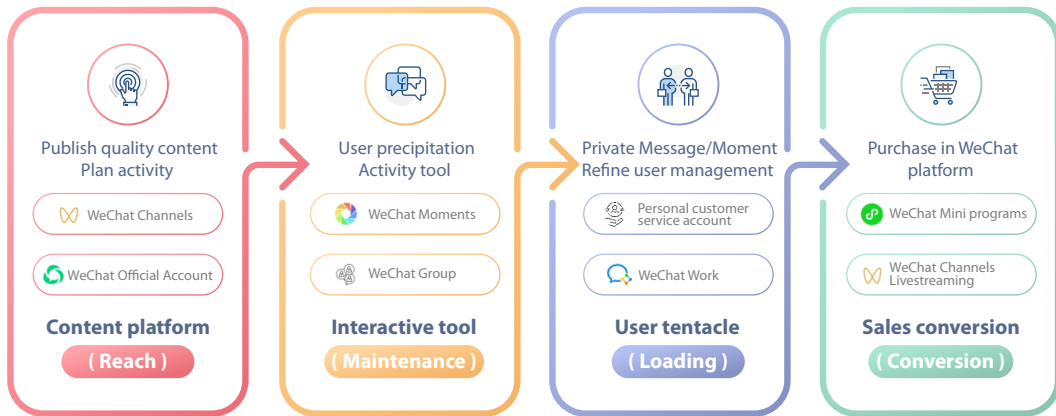 Publish quality content
Plan activity
WeChat Channels
WeChat Official Account
Content platform
( Reach )
User precipitation
Activity tool
WeChat Moments
WeChat Group
Interactive tool
( Maintenance )
Private Message/Moment
Refine user management
Personal customer
service account
WeChat Work
User tentacle
( Loading )
Purchase in WeChat
platform
WeChat Mini programs
WeChat Channels
Livestreaming
Sales conversion
( Conversion )